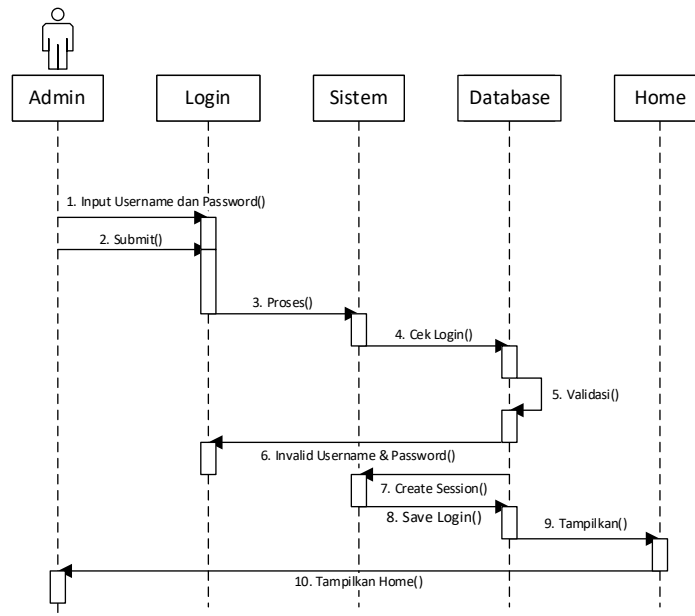 Admin
Login
Sistem
Database
Home
1. Input Username dan Password()
2. Submit()
3. Proses()
4. Cek Login()
5. Validasi()
6. Invalid Username & Password()
7. Create Session()
8. Save Login()
9. Tampilkan()
10. Tampilkan Home()